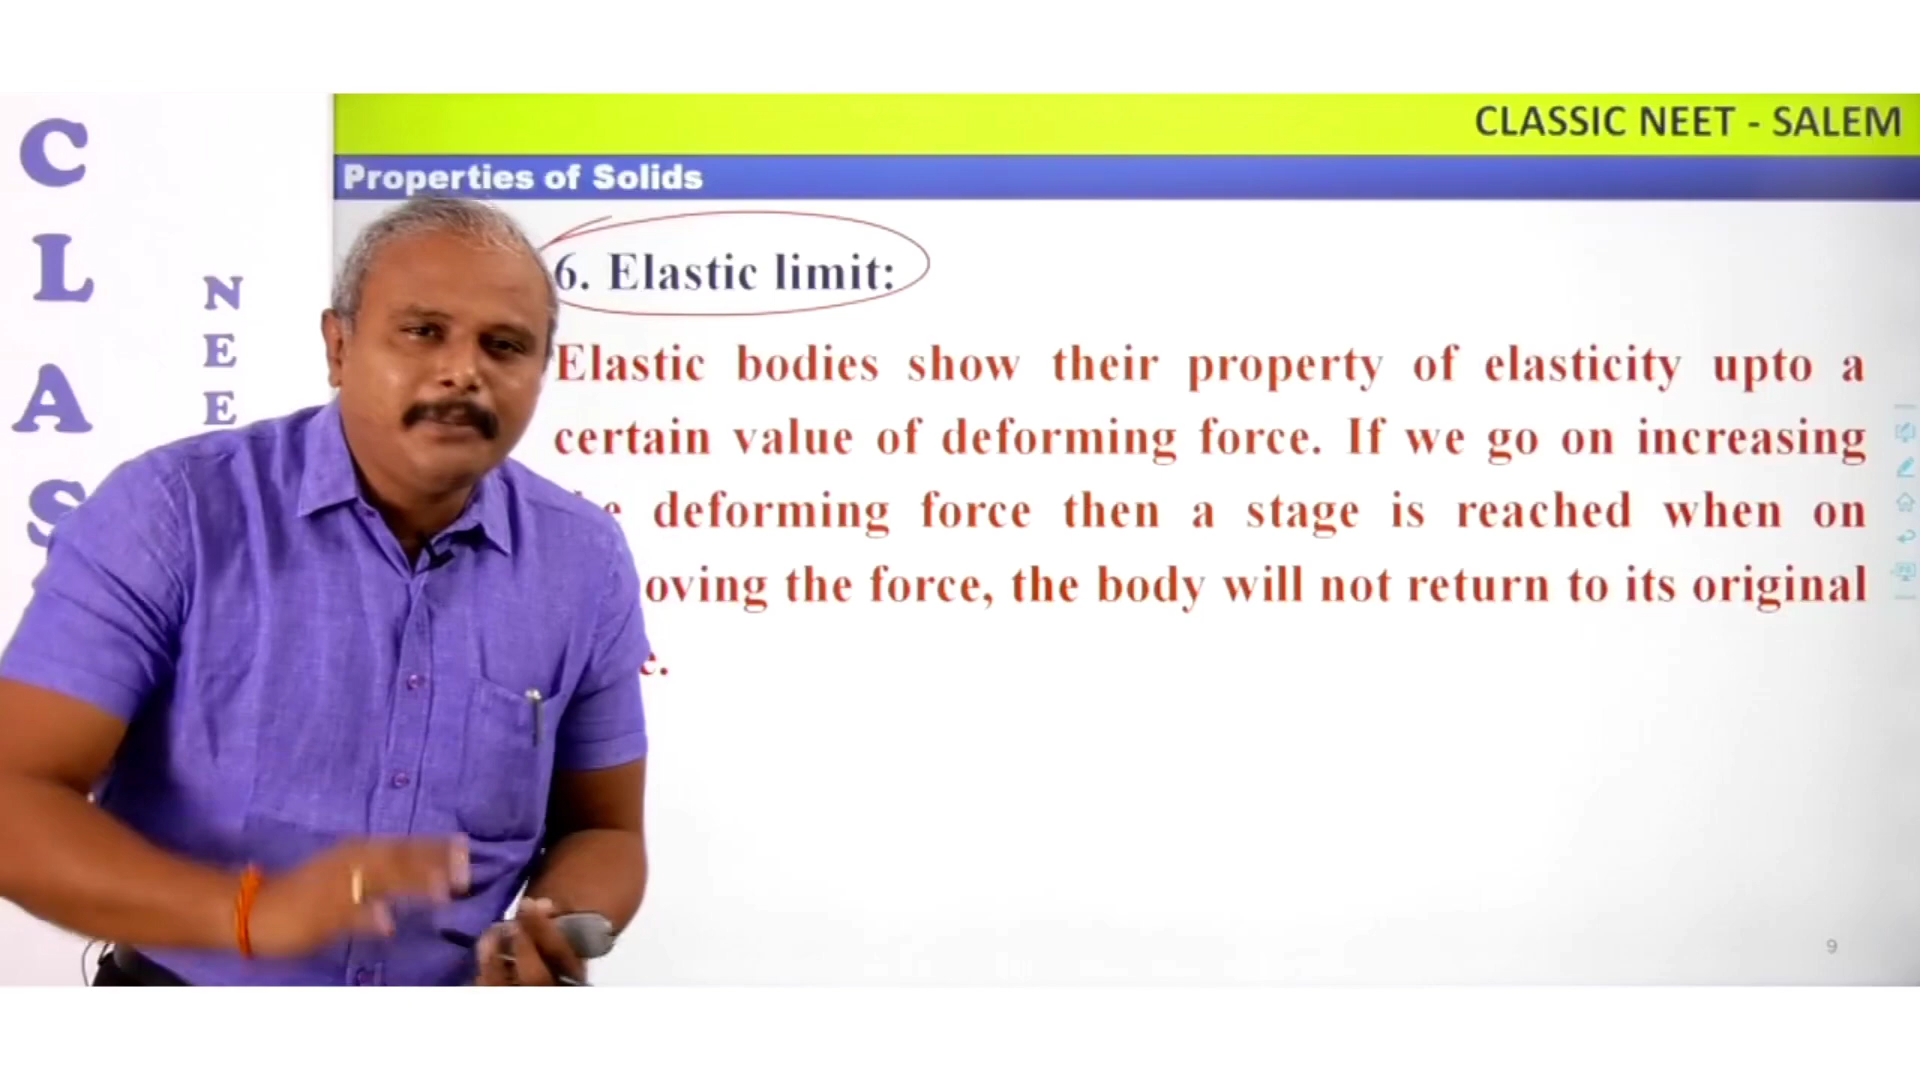 CLASSIC NEET - SALEM
Properties of Solids
C
L
A
S
N
E
E
6. Elastic limit:
Elastic bodies show their property of elasticity upto a
certain value of deforming force. If we go on increasing
deforming force then a stage is reached when on
the force, the body will not return to its original
9